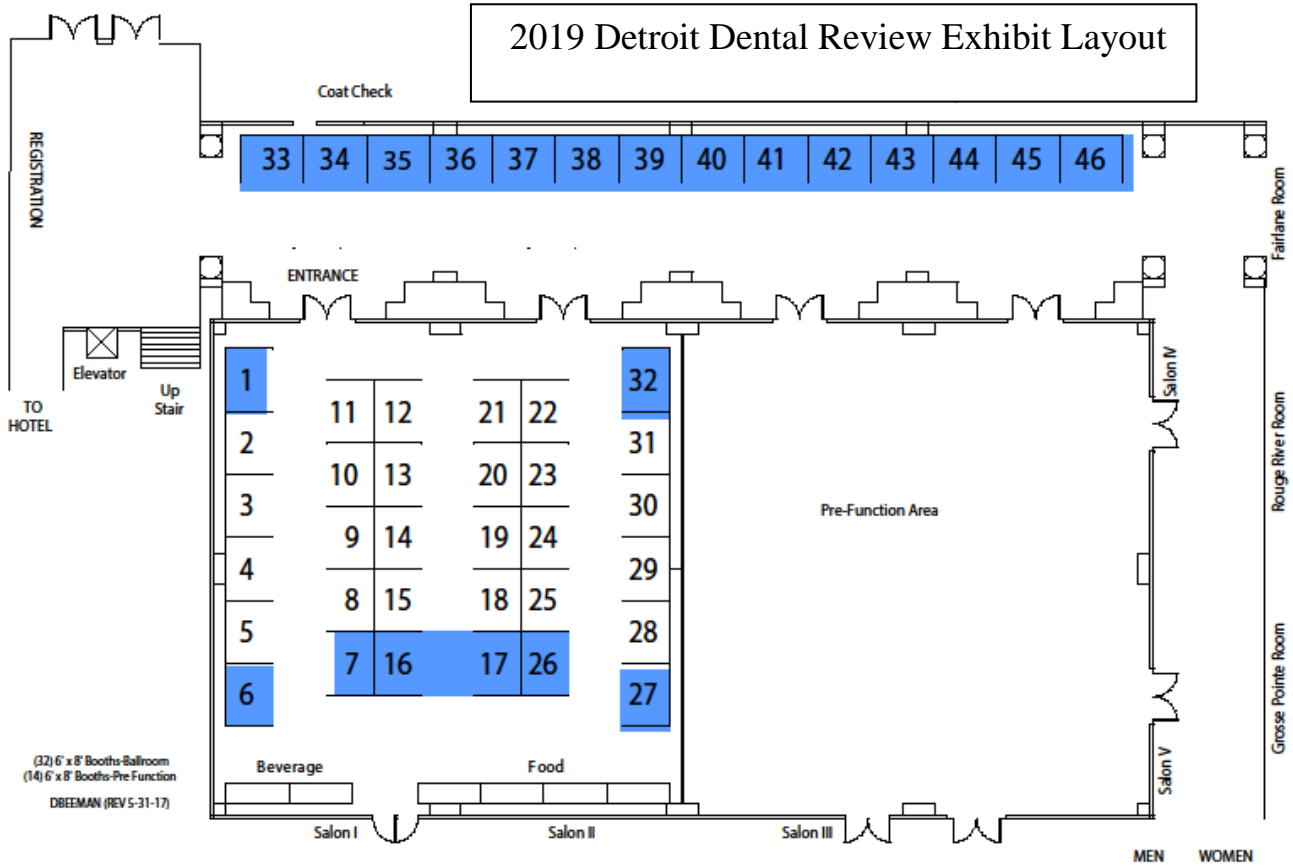 2019 Detroit Dental Review Exhibit Layout
Coat Check
REGISTRATION
33 34 35 36 37 38 39 40 41 42 43 44 45 46
Fairlane Room
ENTRANCE
Elevator
Up
Stair
TO
HOTEL
1 32
11 12 21 22
2 31
10 13 20 23
3 30
9 14 19 24
4 29
8 15 18 25
5 28
7 16 17 26
6 27
Pre-Function Area
Salon IV
Rouge River Room
Grosse Pointe Room
Salon V
(32) 6' x 8' Booths-Ballroom
(14) 6' x 8' Booths-Pre Function
DBEEMAN (REV 5-31-17)
Beverage
Food
Salon I
Salon II
Salon III
MEN WOMEN